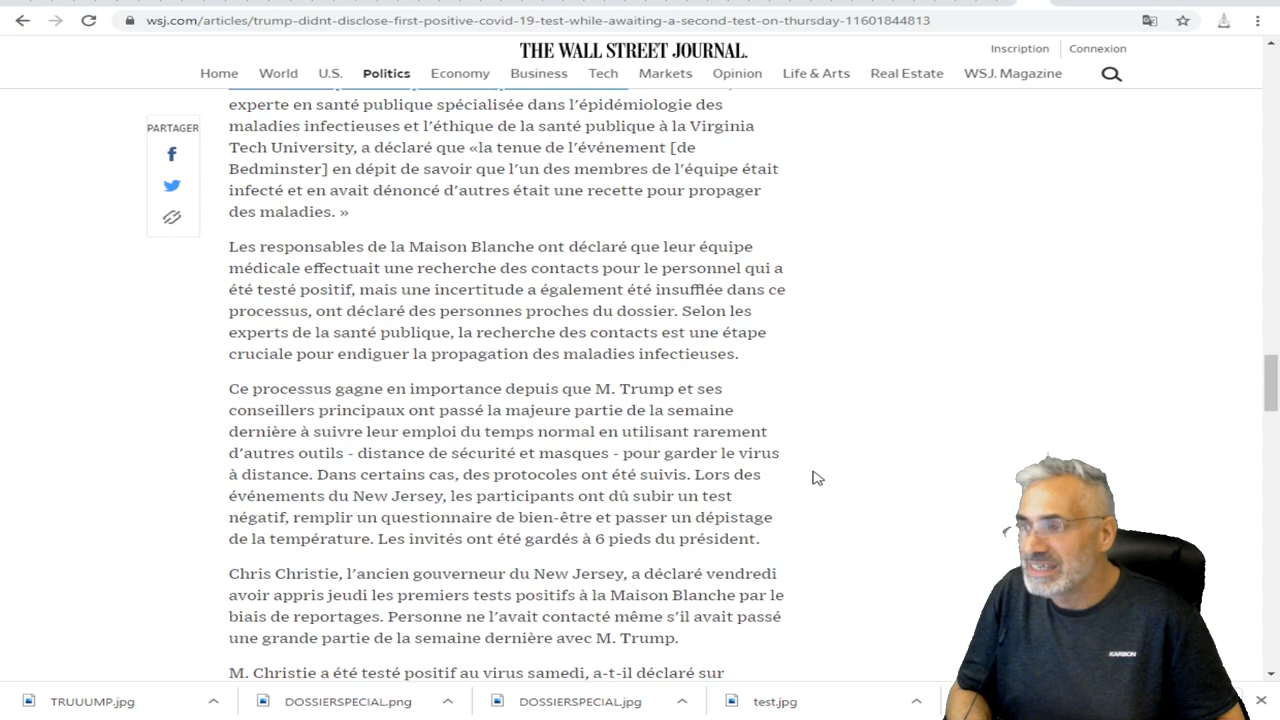 wsj.com/articles/trump-didnt-disclose-first-positive-covid-19-test-while-awaiting-a-second-test-on-thursday-11601844813
THE WALL STREET JOURNAL.
Inscription
Connexion
Home World U.S. Politics Economy Business Tech Markets Opinion Life & Arts Real Estate WSJ. Magazine
PARTAGER
experte en santé publique spécialisée dans l'épidémiologie des
maladies infectieuses et l'éthique de la santé publique à la Virginia
Tech University, a déclaré que «la tenue de l'événement [de
Bedminster] en dépit de savoir que l'un des membres de l'équipe était
infecté et en avait dénoncé d'autres était une recette pour propager
des maladies. »
Les responsables de la Maison Blanche ont déclaré que leur équipe
médicale effectuait une recherche des contacts pour le personnel qui a
été testé positif, mais une incertitude a également été insufflée dans ce
processus, ont déclaré des personnes proches du dossier. Selon les
experts de la santé publique, la recherche des contacts est une étape
cruciale pour endiguer la propagation des maladies infectieuses.
Ce processus gagne en importance depuis que M. Trump et ses
conseillers principaux ont passé la majeure partie de la semaine
dernière à suivre leur emploi du temps normal en utilisant rarement
d'autres outils - distance de sécurité et masques - pour garder le virus
à distance. Dans certains cas, des protocoles ont été suivis. Lors des
événements du New Jersey, les participants ont dû subir un test
négatif, remplir un questionnaire de bien-être et passer un dépistage
de la température. Les invités ont été gardés à 6 pieds du président.
Chris Christie, l'ancien gouverneur du New Jersey, a déclaré vendredi
avoir appris jeudi les premiers tests positifs à la Maison Blanche par le
biais de reportages. Personne ne l'avait contacté même s'il avait passé
une grande partie de la semaine dernière avec M. Trump.
M. Christie a été testé positif au virus samedi, a-t-il déclaré sur
KARBON
TRUUUMP.jpg
DOSSIERSPECIAL.png
DOSSIERSPECIAL.jpg
test.jpg